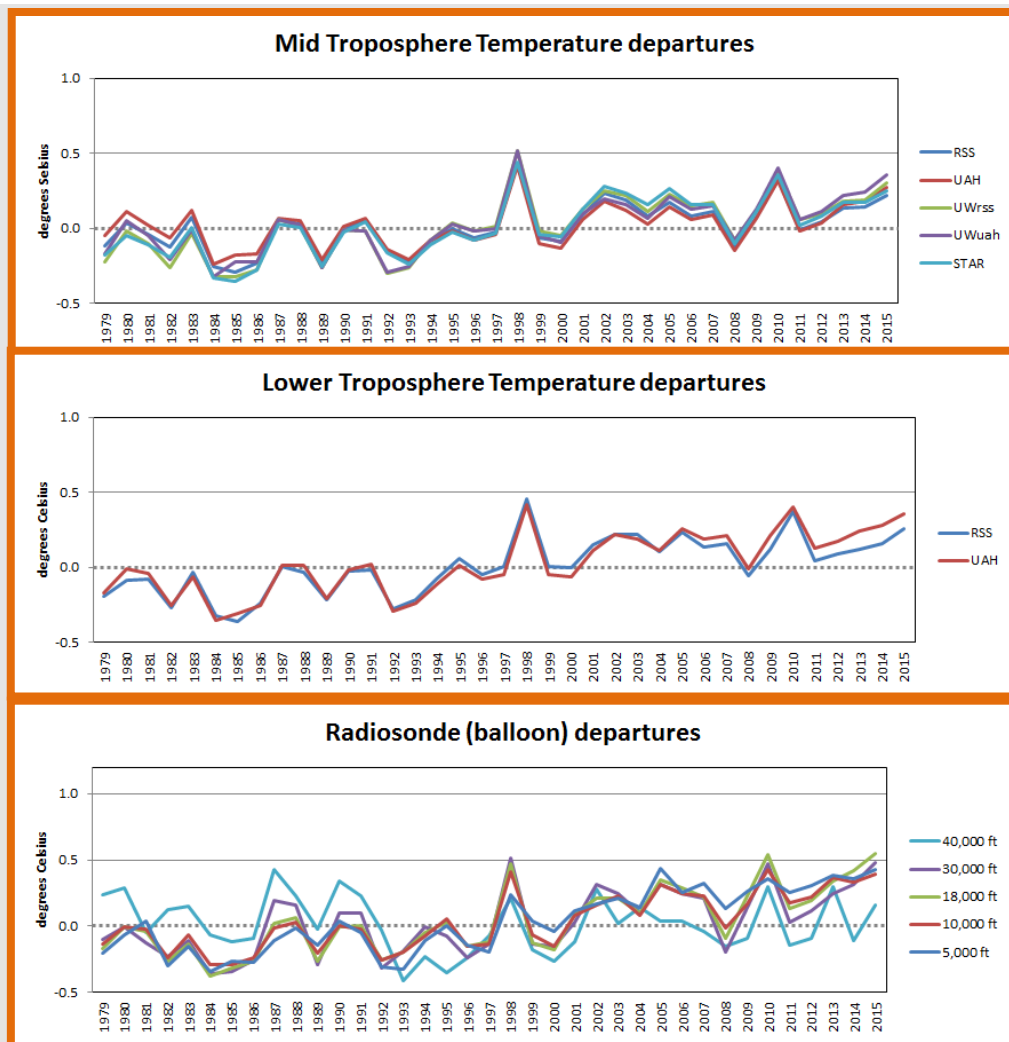 Mid Troposphere Temperature departures
degrees Selsius
1.0
0.5
0.0
-0.5
1979 1980 1981 1982 1983 1984 1985 1986 1987 1988 1989 1990 1991 1992 1993 1994 1995 1996 1997 1998 1999 2000 2001 2002 2003 2004 2005 2006 2007 2008 2009 2010 2011 2012 2013 2014 2015
RSS
UAH
UWrss
UWuah
STAR
Lower Troposphere Temperature departures
degrees Celsius
1.0
0.5
0.0
-0.5
1979 1980 1981 1982 1983 1984 1985 1986 1987 1988 1989 1990 1991 1992 1993 1994 1995 1996 1997 1998 1999 2000 2001 2002 2003 2004 2005 2006 2007 2008 2009 2010 2011 2012 2013 2014 2015
RSS
UAH
Radiosonde (balloon) departures
degrees Celsius
1.0
0.5
0.0
-0.5
1979 1980 1981 1982 1983 1984 1985 1986 1987 1988 1989 1990 1991 1992 1993 1994 1995 1996 1997 1998 1999 2000 2001 2002 2003 2004 2005 2006 2007 2008 2009 2010 2011 2012 2013 2014 2015
40,000 ft
30,000 ft
18,000 ft
10,000 ft
5,000 ft